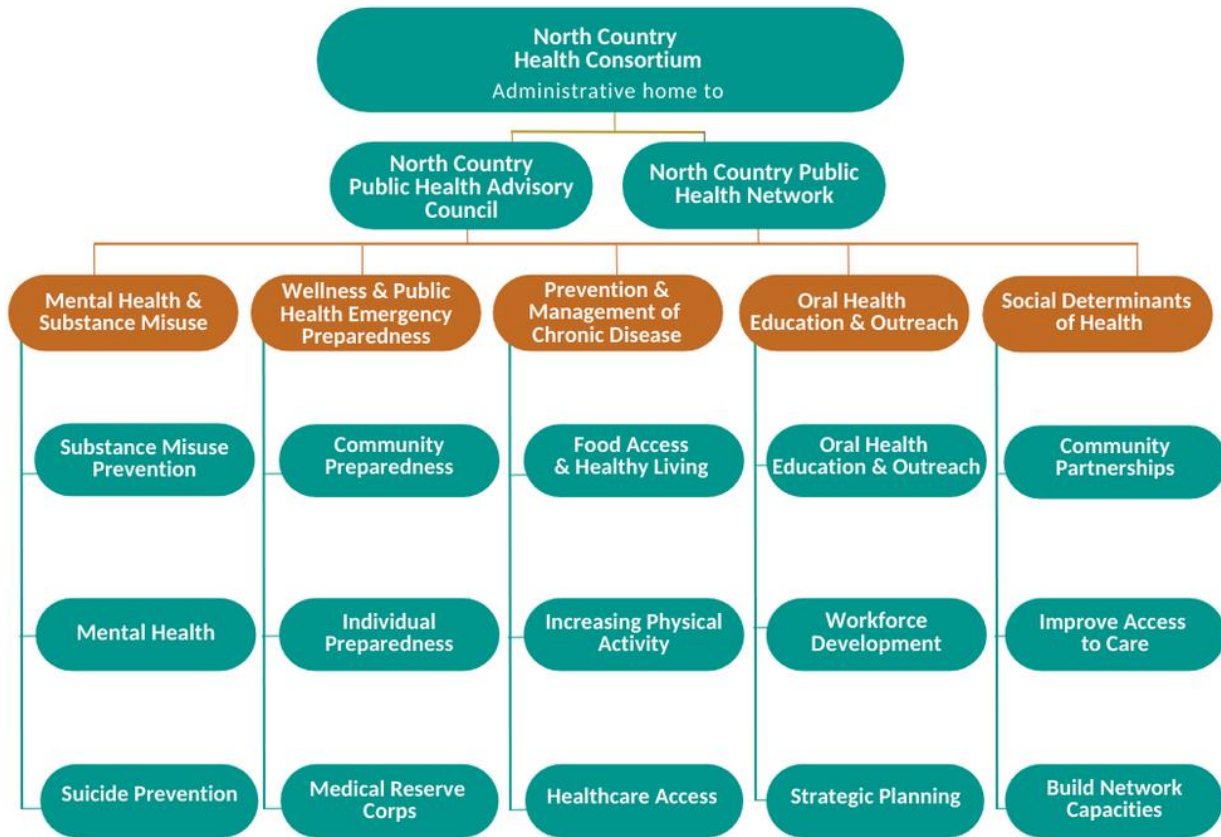 North Country
Health Consortium
Administrative home to
North Country
Public Health Advisory
Council
North Country Public
Health Network
Mental Health &
Substance Misuse
Wellness & Public
Health Emergency
Preparedness
Prevention &
Management of
Chronic Disease
Oral Health
Education & Outreach
Social Determinants
of Health
Substance Misuse
Prevention
Community
Preparedness
Food Access
& Healthy Living
Oral Health
Education & Outreach
Community
Partnerships
Mental Health
Individual
Preparedness
Increasing Physical
Activity
Workforce
Development
Improve Access
to Care
Suicide Prevention
Medical Reserve
Corps
Healthcare Access
Strategic Planning
Build Network
Capacities